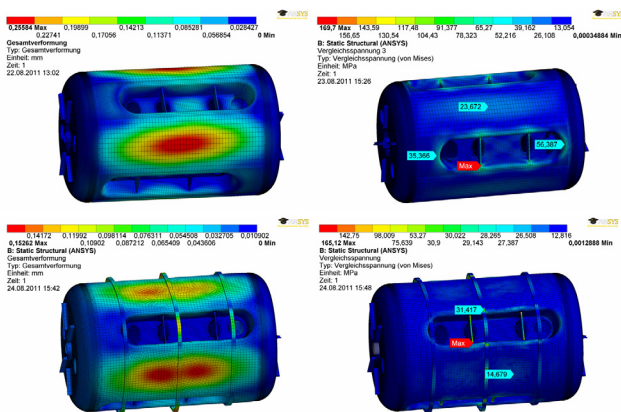 0,25584 Max 0,19899 0,14213 0,085281 0,028427
0,22741 0,17056 0,11371 0,056854 0 Min
Gesamtverformung
Typ: Gesamtverformung
Einheit: mm
Zeit: 1
22.08.2011 13:02
169,7 Max 143,59 117,48 91,377 65,27 39,162 13,054
156,65 130,54 104,43 78,323 52,216 26,108 0,00034884 Min
B: Static Structural (ANSYS)
Vergleichsspannung 3
Typ: Vergleichsspannung (von Mises)
Einheit: MPa
Zeit: 1
23.08.2011 15:26
23,672
56,387
35,366
Max
0,14172 0,11992 0,098114 0,076311 0,054508 0,032705 0,010902
0,15262 Max 0,10902 0,087212 0,065409 0,043606 0 Min
B: Static Structural (ANSYS)
Gesamtverformung
Typ: Gesamtverformung
Einheit: mm
Zeit: 1
24.08.2011 15:42
142,75 98,009 53,27 30,022 28,265 26,508 12,816
165,12 Max 75,639 30,9 29,143 27,387 0,0012888 Min
B: Static Structural (ANSYS)
Vergleichsspannung
Typ: Vergleichsspannung (von Mises)
Einheit: MPa
Zeit: 1
24.08.2011 15:48
31,417
Max
14,679